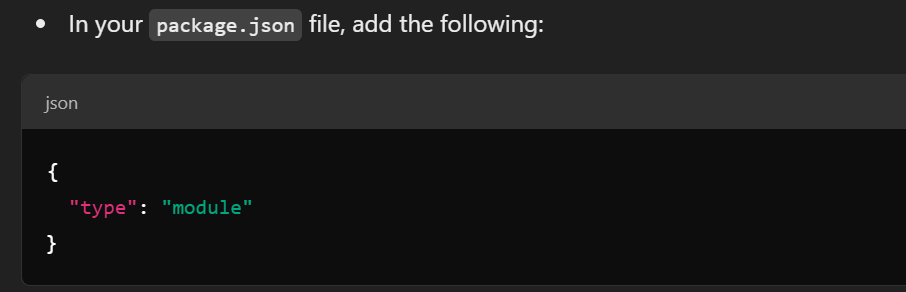 • In your package.json file, add the following:
json
{
"type": "module"
}